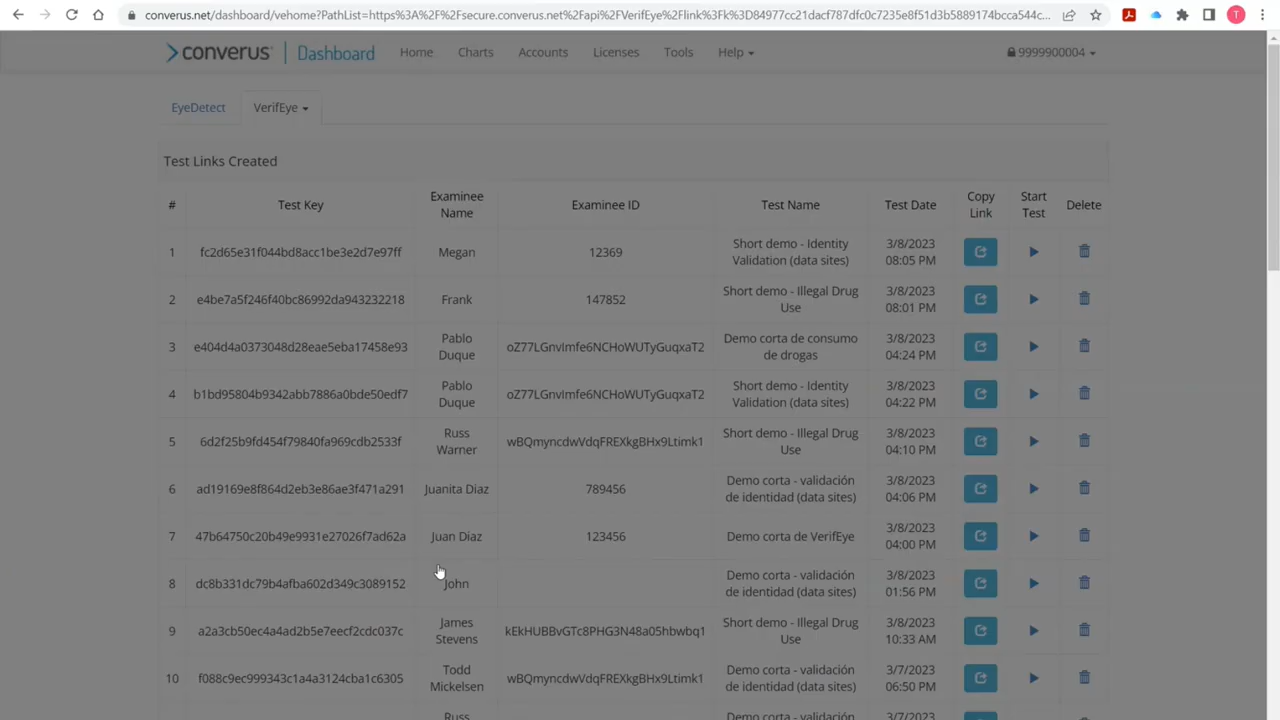 converus.net/dashboard/vehome?PathList=https%3A%2F%2Fsecure.converus.net%2Fapi%2FVerifEye%2Flink%3Fk%3D84977cc21dacf787dfc0c7235e8f51d3b5889174bcca544c...
T
converus Dashboard Home Charts Accounts Licenses Tools Help 9999900004
EyeDetect VerifEye
Test Links Created
# Test Key Examinee Name Examinee ID Test Name Test Date Copy Link Start Test Delete
1 fc2d65e31f044bd8acc1be3e2d7e97ff Megan 12369 Short demo - Identity Validation (data sites) 3/8/2023 08:05 PM
2 e4be7a5f246f40bc86992da943232218 Frank 147852 Short demo - Illegal Drug Use 3/8/2023 08:01 PM
3 e404d4a0373048d28eae5eba17458e93 Pablo Duque oZ77LGnvImfe6NCHoWUTyGuqxaT2 Demo corta de consumo de drogas 3/8/2023 04:24 PM
4 b1bd95804b9342abb7886a0bde50edf7 Pablo Duque oZ77LGnvImfe6NCHoWUTyGuqxaT2 Short demo - Identity Validation (data sites) 3/8/2023 04:22 PM
5 6d2f25b9fd454f79840fa969cdb2533f Russ Warner wBQmyncdwVdqFREXkgBHx9Ltimk1 Short demo - Illegal Drug Use 3/8/2023 04:10 PM
6 ad19169e8f864d2eb3e86ae3f471a291 Juanita Diaz 789456 Demo corta - validación de identidad (data sites) 3/8/2023 04:06 PM
7 47b64750c20b49e9931e27026f7ad62a Juan Diaz 123456 Demo corta de VerifEye 3/8/2023 04:00 PM
8 dc8b331dc79b4afba602d349c3089152 John Demo corta - validación de identidad (data sites) 3/8/2023 01:56 PM
9 a2a3cb50ec4a4ad2b5e7eecf2cdc037c James Stevens kEkHUBBvGTc8PHG3N48a05hbwbq1 Short demo - Illegal Drug Use 3/8/2023 10:33 AM
10 f088c9ec999343c1a4a3124cba1c6305 Todd Mickelsen wBQmyncdwVdqFREXkgBHx9Ltimk1 Demo corta - validación de identidad (data sites) 3/7/2023 06:50 PM
Russ Demo corta - validación 3/7/2023